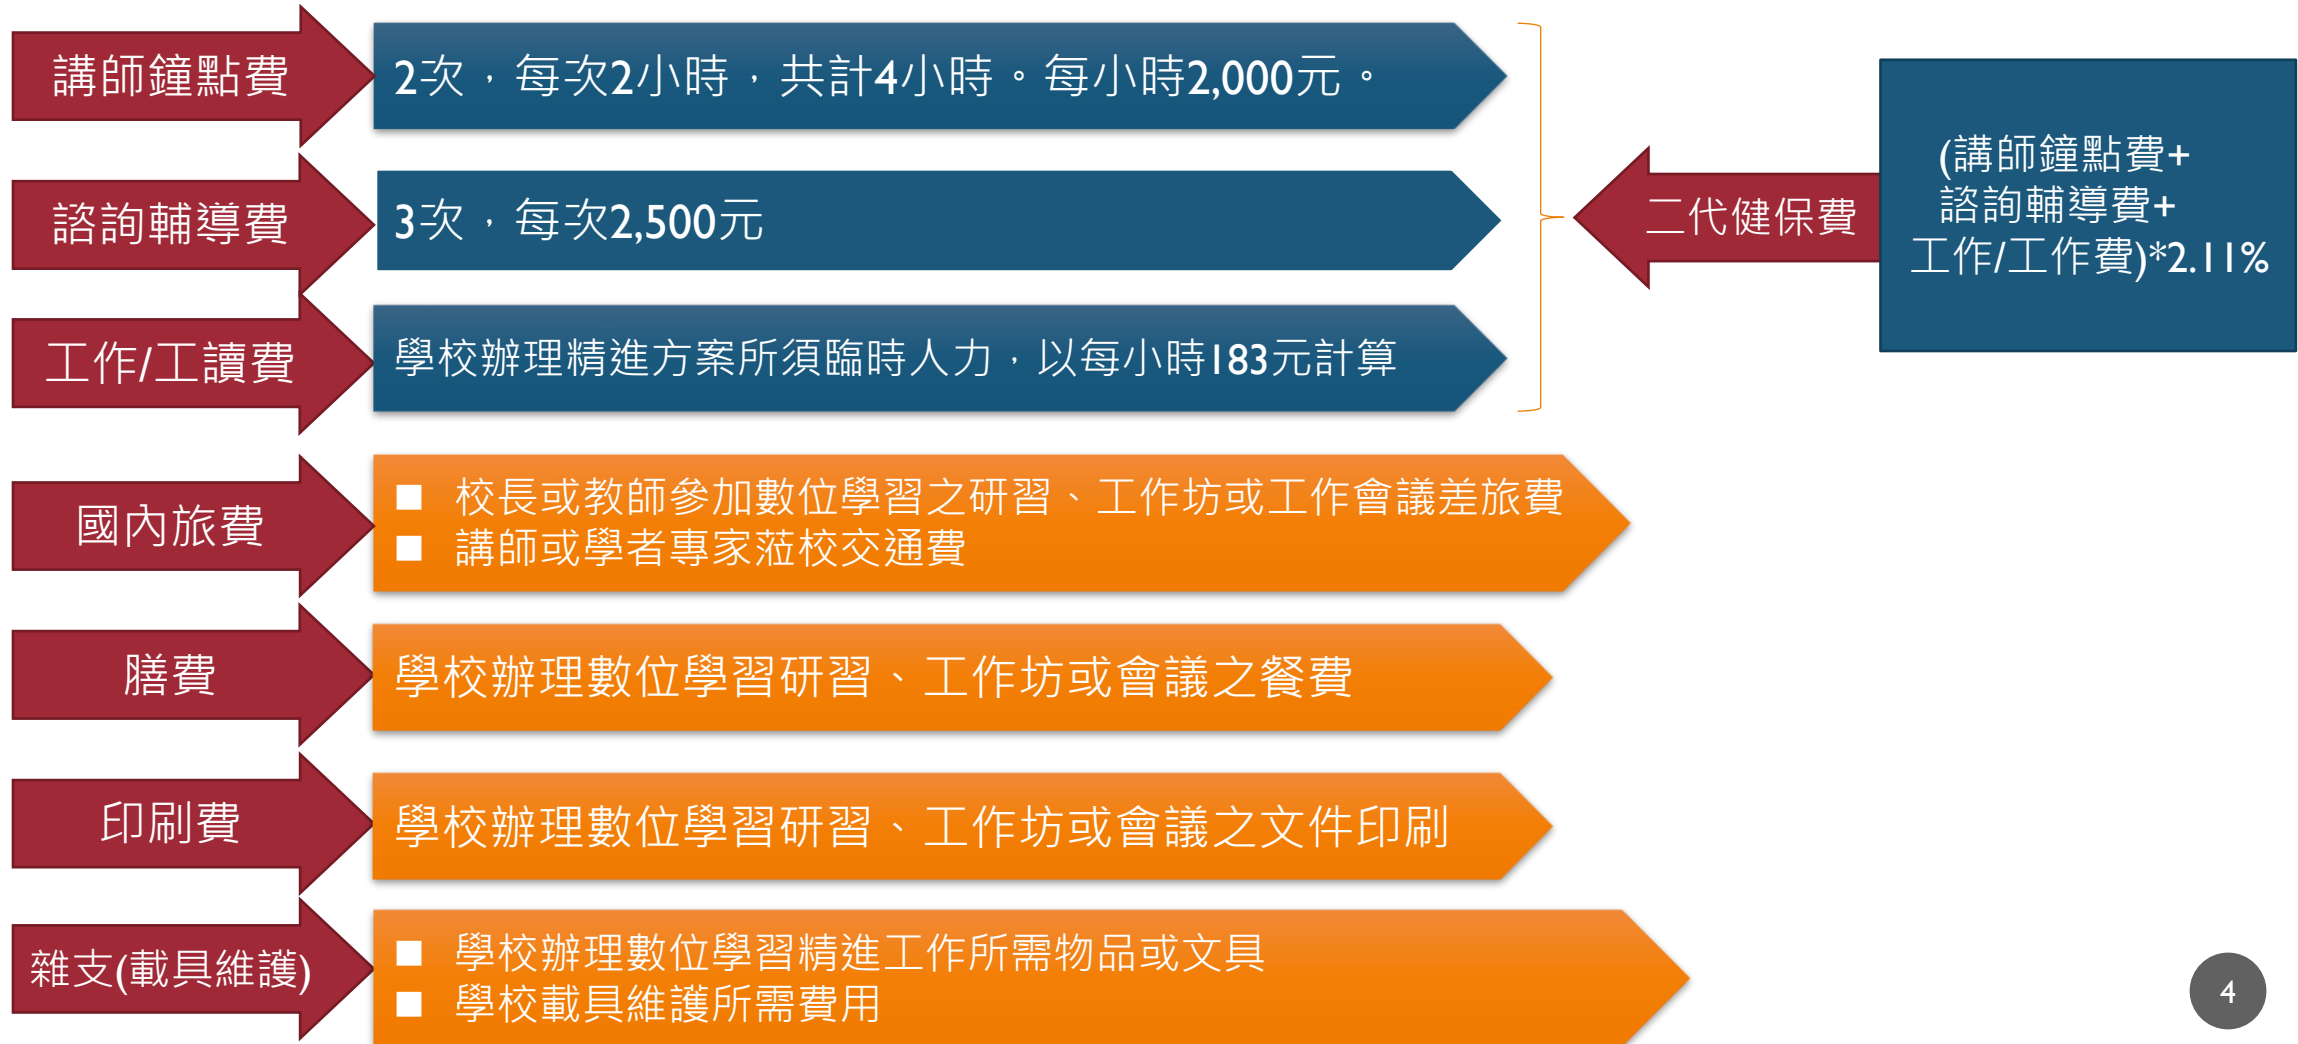 講師鐘點費
2次，每次2小時，共計4小時。每小時2,000元。
諮詢輔導費
3次，每次2,500元
工作/工讀費
學校辦理精進方案所須臨時人力，以每小時183元計算
二代健保費
(講師鐘點費+
諮詢輔導費+
工作/工作費)*2.11%
國內旅費
■ 校長或教師參加數位學習之研習、工作坊或工作會議差旅費
■ 講師或學者專家蒞校交通費
膳費
學校辦理數位學習研習、工作坊或會議之餐費
印刷費
學校辦理數位學習研習、工作坊或會議之文件印刷
雜支(載具維護)
■ 學校辦理數位學習精進工作所需物品或文具
■ 學校載具維護所需費用
4